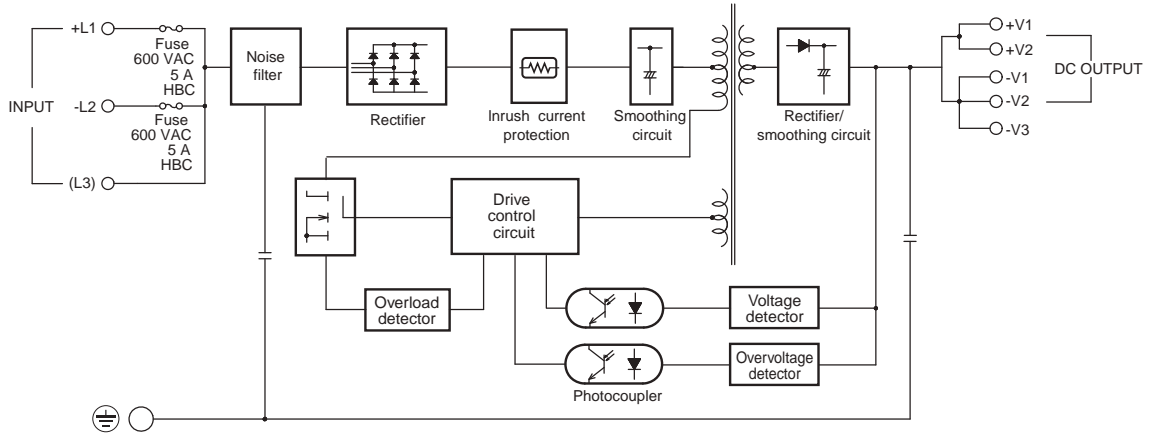 +L1
Fuse
600 VAC
5 A
HBC
INPUT
-L2
Fuse
600 VAC
5 A
HBC
(L3)
Noise
filter
Rectifier
Inrush current
protection
Smoothing
circuit
Rectifier/
smoothing circuit
+V1
+V2
-V1
-V2
-V3
DC OUTPUT
Drive
control
circuit
Overload
detector
Voltage
detector
Overvoltage
detector
Photocoupler